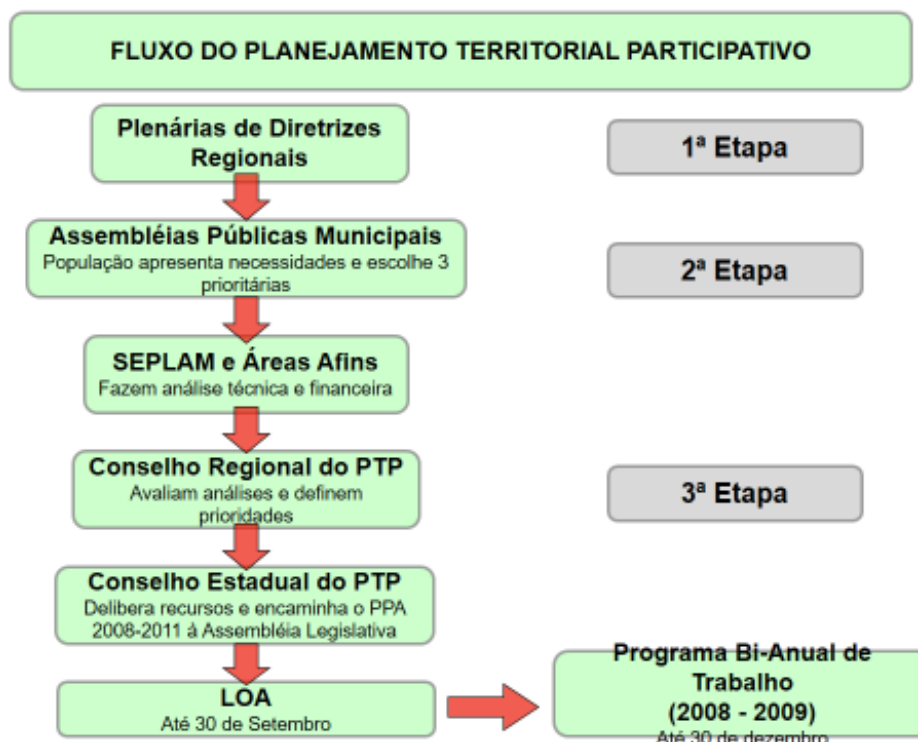 FLUXO DO PLANEJAMENTO TERRITORIAL PARTICIPATIVO
Plenárias de Diretrizes
Regionais
1ª Etapa
Assembléias Públicas Municipais
População apresenta necessidades e escolhe 3
prioritárias
2ª Etapa
SEPLAM e Áreas Afins
Fazem análise técnica e financeira
Conselho Regional do PTP
Avaliam análises e definem
prioridades
3ª Etapa
Conselho Estadual do PTP
Delibera recursos e encaminha o PPA
2008-2011 à Assembléia Legislativa
LOA
Até 30 de Setembro
Programa Bi-Anual de
Trabalho
(2008 - 2009)
Até 30 de dezembro